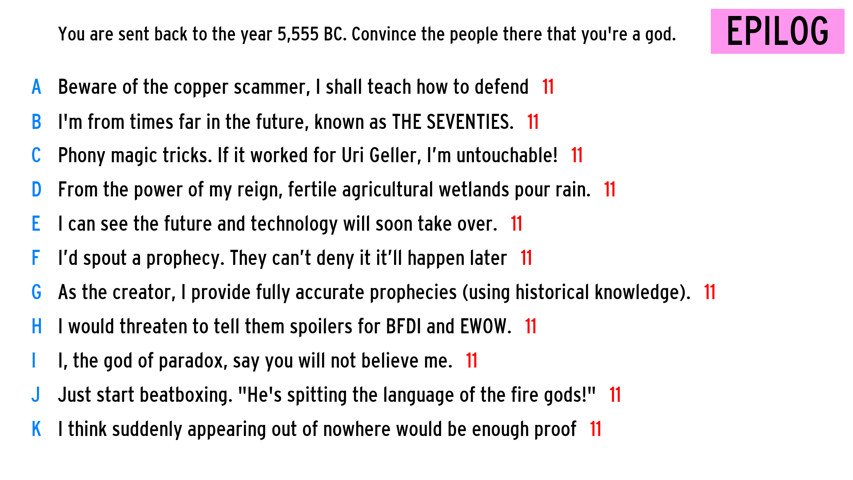 You are sent back to the year 5,555 BC. Convince the people there that you're a god.
EPILOG
A Beware of the copper scammer, I shall teach how to defend 11
B I'm from times far in the future, known as THE SEVENTIES. 11
C Phony magic tricks. If it worked for Uri Geller, I’m untouchable! 11
D From the power of my reign, fertile agricultural wetlands pour rain. 11
E I can see the future and technology will soon take over. 11
F I’d spout a prophecy. They can’t deny it it’ll happen later 11
G As the creator, I provide fully accurate prophecies (using historical knowledge). 11
H I would threaten to tell them spoilers for BFDI and EWOW. 11
I I, the god of paradox, say you will not believe me. 11
J Just start beatboxing. "He's spitting the language of the fire gods!" 11
K I think suddenly appearing out of nowhere would be enough proof 11